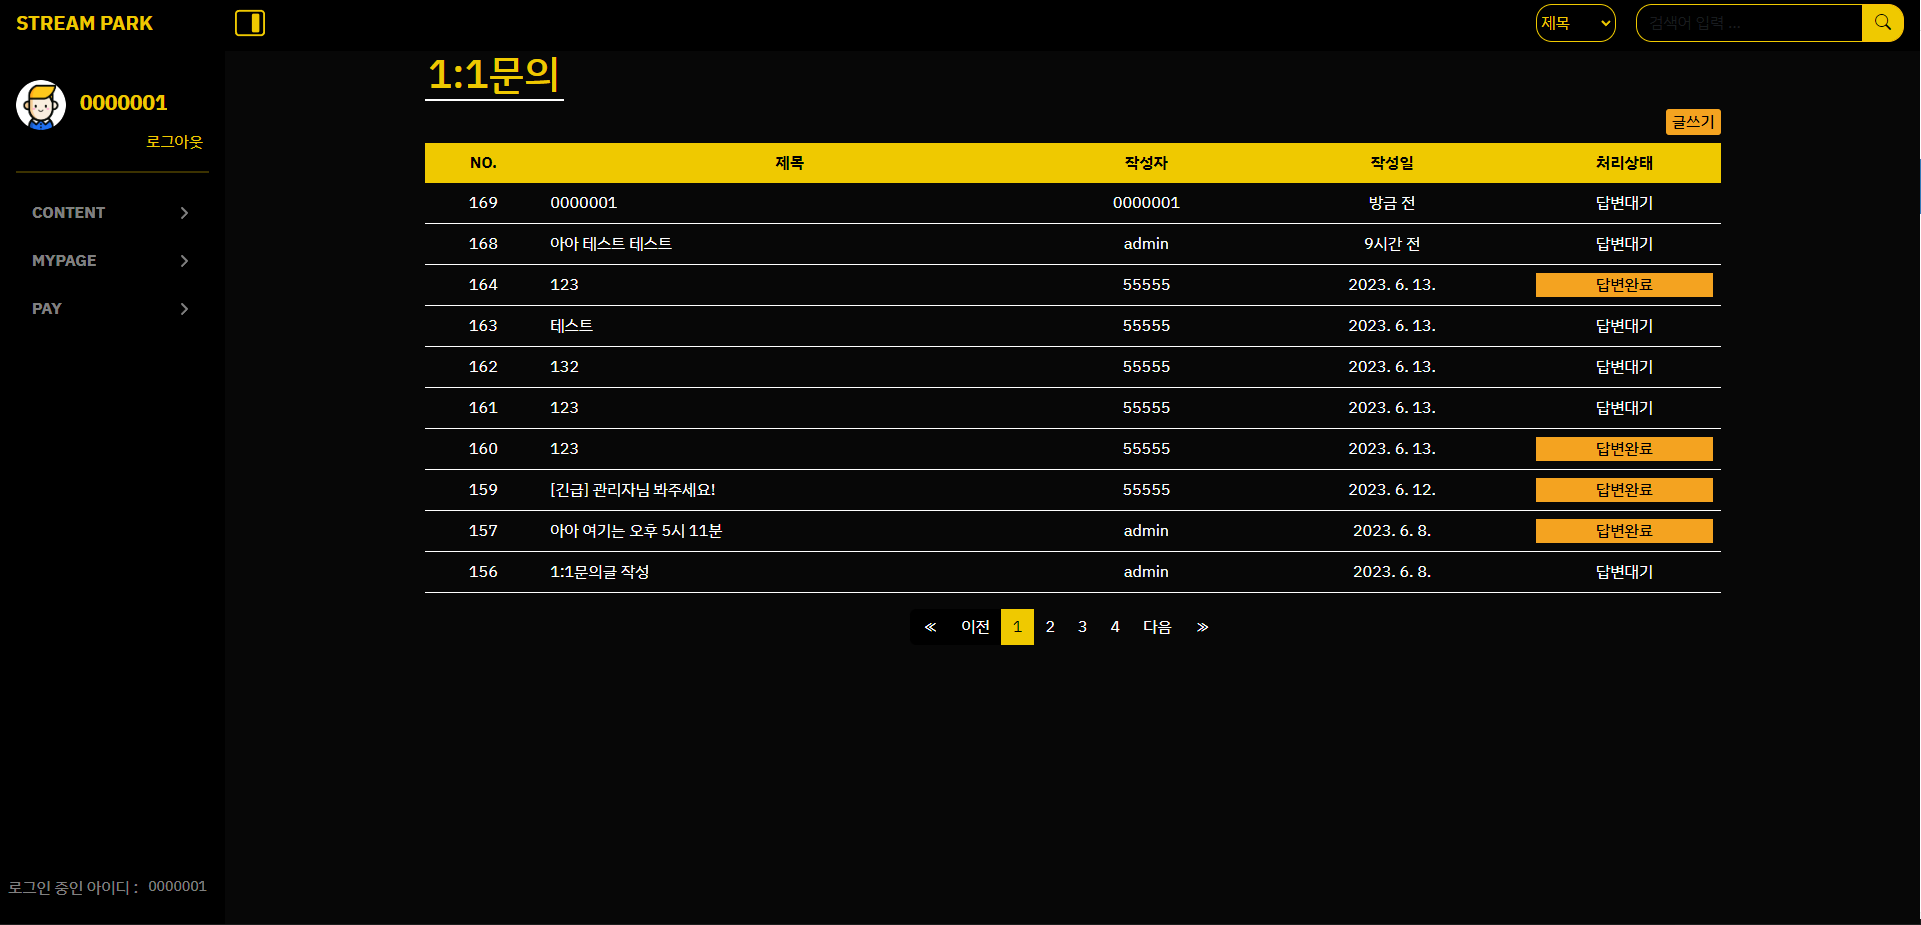 STREAM PARK
제목
검색어 입력 ...
0000001
로그아웃
CONTENT
MYPAGE
PAY
로그인 중인 아이디 : 0000001
1:1문의
글쓰기
NO. 제목 작성자 작성일 처리상태
169 0000001 0000001 방금 전 답변대기
168 아아 테스트 테스트 admin 9시간 전 답변대기
164 123 55555 2023. 6. 13. 답변완료
163 테스트 55555 2023. 6. 13. 답변대기
162 132 55555 2023. 6. 13. 답변대기
161 123 55555 2023. 6. 13. 답변대기
160 123 55555 2023. 6. 13. 답변완료
159 [긴급] 관리자님 봐주세요! 55555 2023. 6. 12. 답변완료
157 아아 여기는 오후 5시 11분 admin 2023. 6. 8. 답변완료
156 1:1문의글 작성 admin 2023. 6. 8. 답변대기
≪ 이전 1 2 3 4 다음 ≫